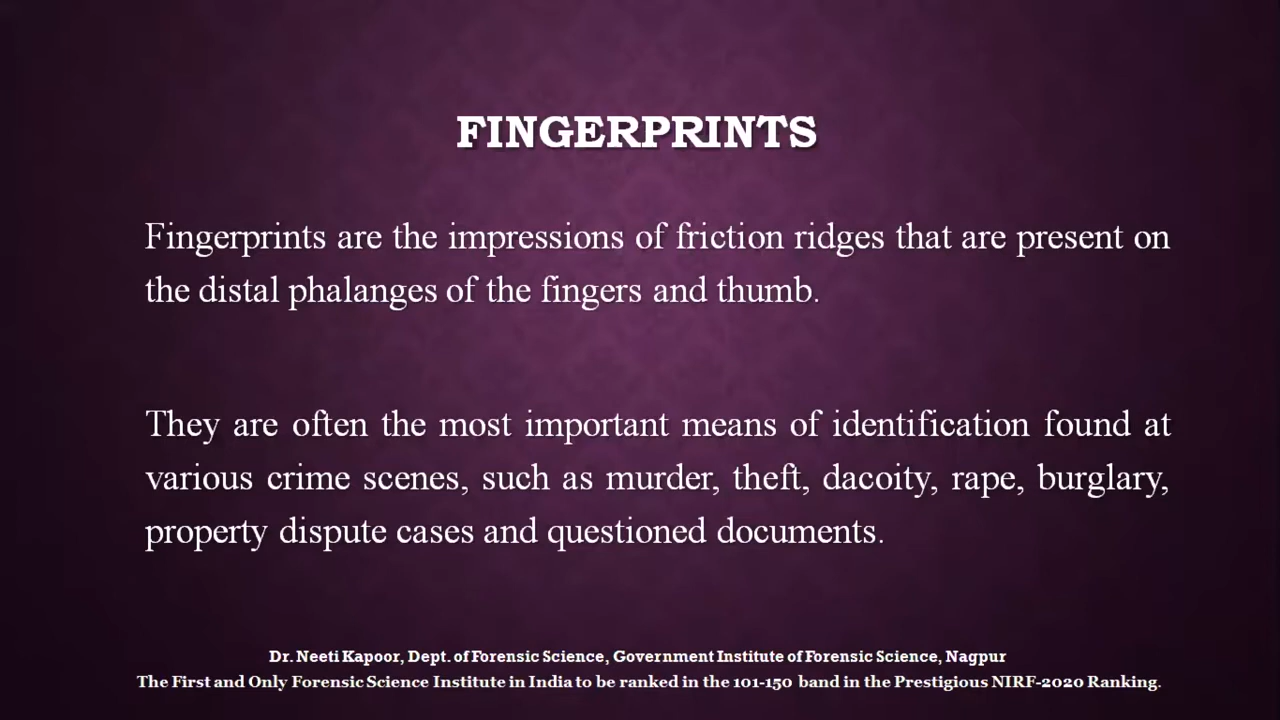 FINGERPRINTS
Fingerprints are the impressions of friction ridges that are present on
the distal phalanges of the fingers and thumb.
They are often the most important means of identification found at
various crime scenes, such as murder, theft, dacoity, rape, burglary,
property dispute cases and questioned documents.
Dr. Neeti Kapoor, Dept. of Forensic Science, Government Institute of Forensic Science, Nagpur
The First and Only Forensic Science Institute in India to be ranked in the 101-150 band in the Prestigious NIRF-2020 Ranking.